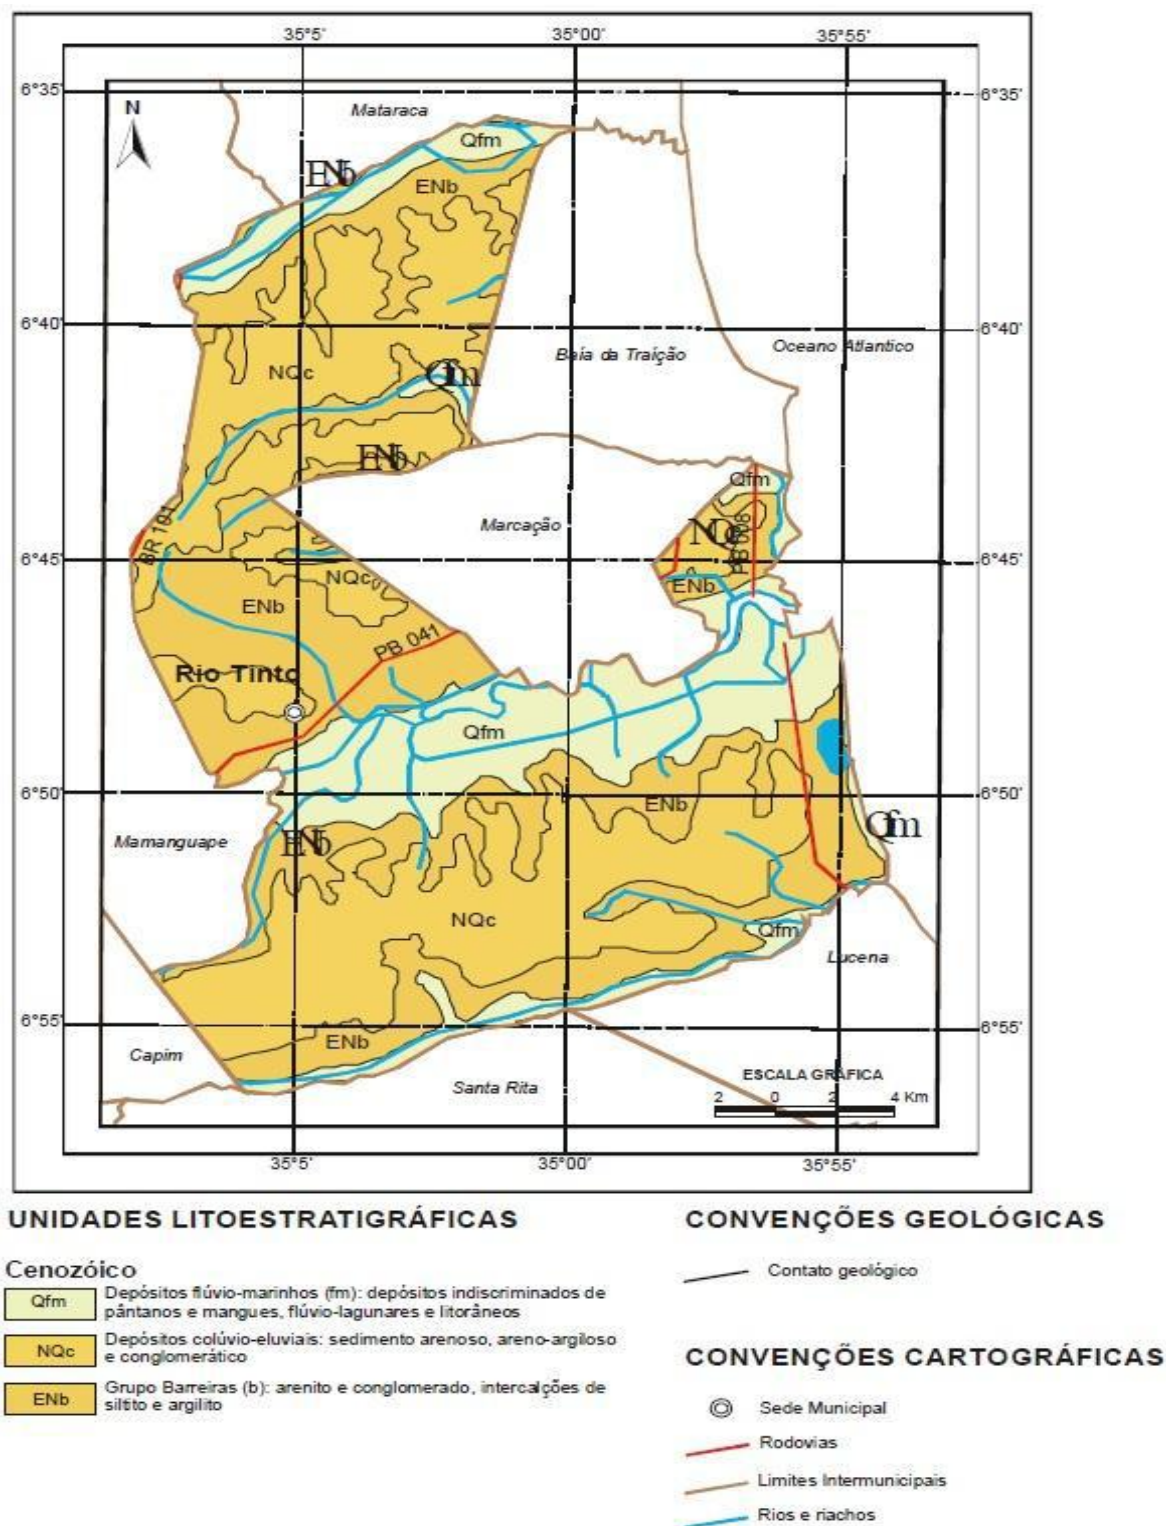 35°5' 35°00' 35°55'
6°35' 6°35'
N
Mataraca
Qfm
ENb
ENb
6°40' 6°40'
Oceano Atlantico
Baía da Traição
NQc
Qfm
ENb
Qfm
BR 101
Marcação
NQc
PB 008
6°45' 6°45'
NQc
ENb
ENb
PB 041
Rio Tinto
Qfm
6°50' 6°50'
ENb
Qfm
Mamanguape
ENb
NQc
Qfm
Lucena
6°55' 6°55'
ENb
Capim
Santa Rita
ESCALA GRÁFICA
2 0 2 4 Km
35°5' 35°00' 35°55'
UNIDADES LITOESTRATIGRÁFICAS
Cenozóico
Qfm
Depósitos flúvio-marinhos (fm): depósitos indiscriminados de
pântanos e mangues, flúvio-lagunares e litorâneos
NQc
Depósitos colúvio-eluviais: sedimento arenoso, areno-argiloso
e conglomerático
ENb
Grupo Barreiras (b): arenito e conglomerado, intercalções de
siltito e argilito
CONVENÇÕES GEOLÓGICAS
Contato geológico
CONVENÇÕES CARTOGRÁFICAS
Sede Municipal
Rodovias
Limites Intermunicipais
Rios e riachos